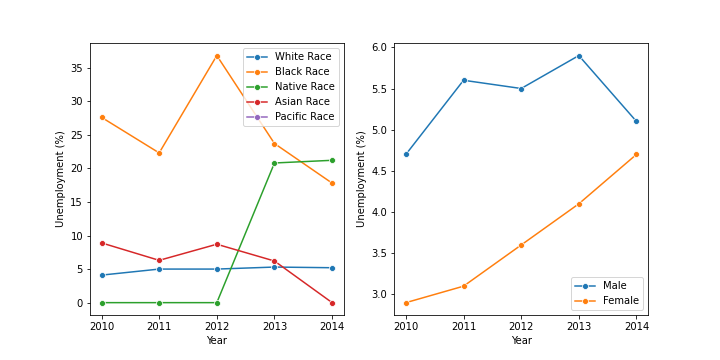 35
30
25
20
15
10
5
0
Unemployment (%)
2010 2011 2012 2013 2014
Year
White Race
Black Race
Native Race
Asian Race
Pacific Race
6.0
5.5
5.0
4.5
4.0
3.5
3.0
Unemployment (%)
2010 2011 2012 2013 2014
Year
Male
Female